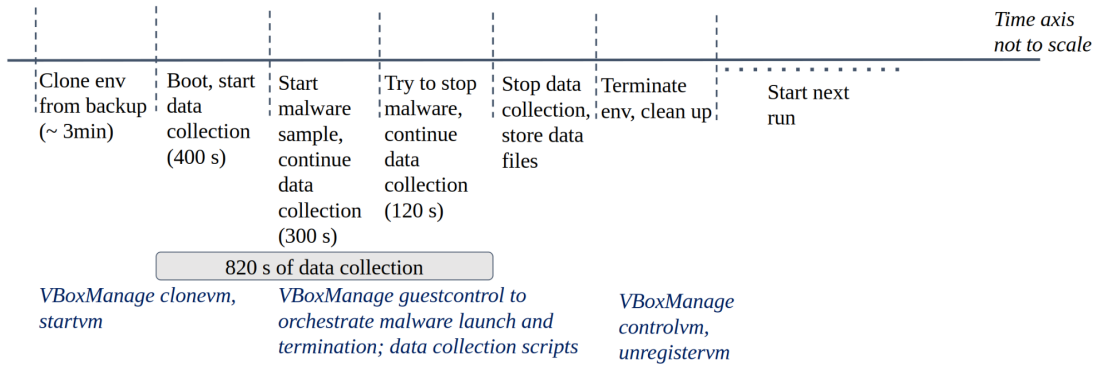 Time axis
not to scale
Clone env
from backup
(~ 3min)
Boot, start
data
collection
(400 s)
Start
malware
sample,
continue
data
collection
(300 s)
Try to stop
malware,
continue
data
collection
(120 s)
Stop data
collection,
store data
files
Terminate
env, clean up
Start next
run
820 s of data collection
VBoxManage clonevm,
startvm
VBoxManage guestcontrol to
orchestrate malware launch and
termination; data collection scripts
VBoxManage
controlvm,
unregistervm